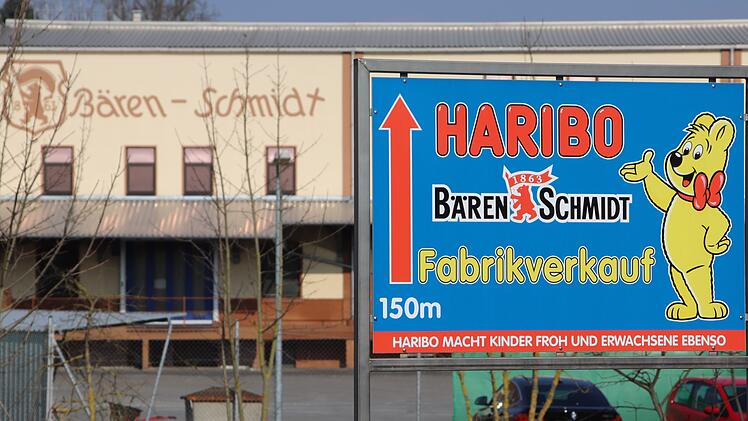 Bären - Schmidt
HARIBO
1863
BÄREN SCHMIDT
Fabrikverkauf
150m
HARIBO MACHT KINDER FROH UND ERWACHSENE EBENSO